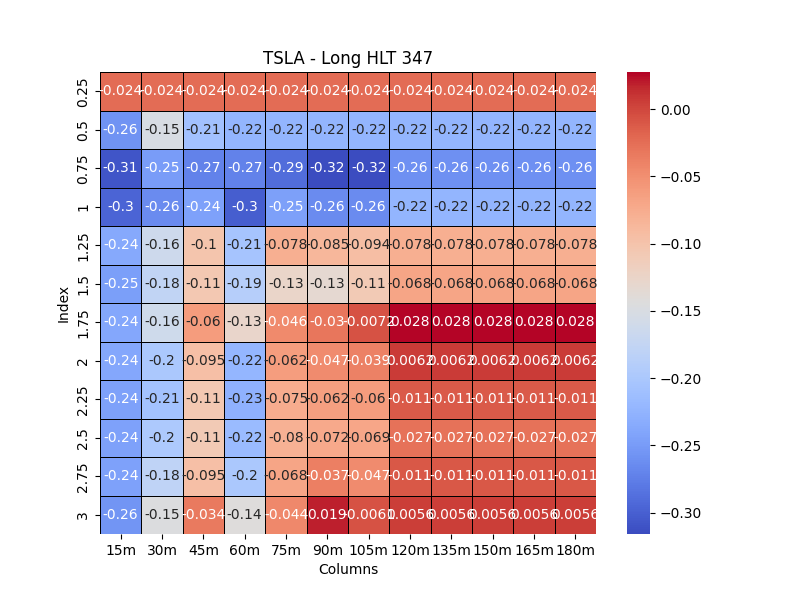 TSLA - Long HLT 347
0.25 -0.024 -0.024 -0.024 -0.024 -0.024 -0.024 -0.024 -0.024 -0.024 -0.024 -0.024 -0.024
0.5 -0.26 -0.15 -0.21 -0.22 -0.22 -0.22 -0.22 -0.22 -0.22 -0.22 -0.22 -0.22
0.75 -0.31 -0.25 -0.27 -0.27 -0.29 -0.32 -0.32 -0.26 -0.26 -0.26 -0.26 -0.26
1 -0.3 -0.26 -0.24 -0.3 -0.25 -0.26 -0.26 -0.22 -0.22 -0.22 -0.22 -0.22
1.25 -0.24 -0.16 -0.1 -0.21 -0.078 -0.085 -0.094 -0.078 -0.078 -0.078 -0.078 -0.078
1.5 -0.25 -0.18 -0.11 -0.19 -0.13 -0.13 -0.11 -0.068 -0.068 -0.068 -0.068 -0.068
1.75 -0.24 -0.16 -0.06 -0.13 -0.046 -0.03 -0.0072 0.028 0.028 0.028 0.028 0.028
2 -0.24 -0.2 -0.095 -0.22 -0.062 -0.047 -0.039 0.0062 0.0062 0.0062 0.0062 0.0062
2.25 -0.24 -0.21 -0.11 -0.23 -0.075 -0.062 -0.06 -0.011 -0.011 -0.011 -0.011 -0.011
2.5 -0.24 -0.2 -0.11 -0.22 -0.08 -0.072 -0.069 -0.027 -0.027 -0.027 -0.027 -0.027
2.75 -0.24 -0.18 -0.095 -0.2 -0.068 -0.037 -0.047 -0.011 -0.011 -0.011 -0.011 -0.011
3 -0.26 -0.15 -0.034 -0.14 -0.044 0.019 -0.0061 0.0056 0.0056 0.0056 0.0056 0.0056
15m 30m 45m 60m 75m 90m 105m 120m 135m 150m 165m 180m
Columns
Index
0.00
−0.05
−0.10
−0.15
−0.20
−0.25
−0.30